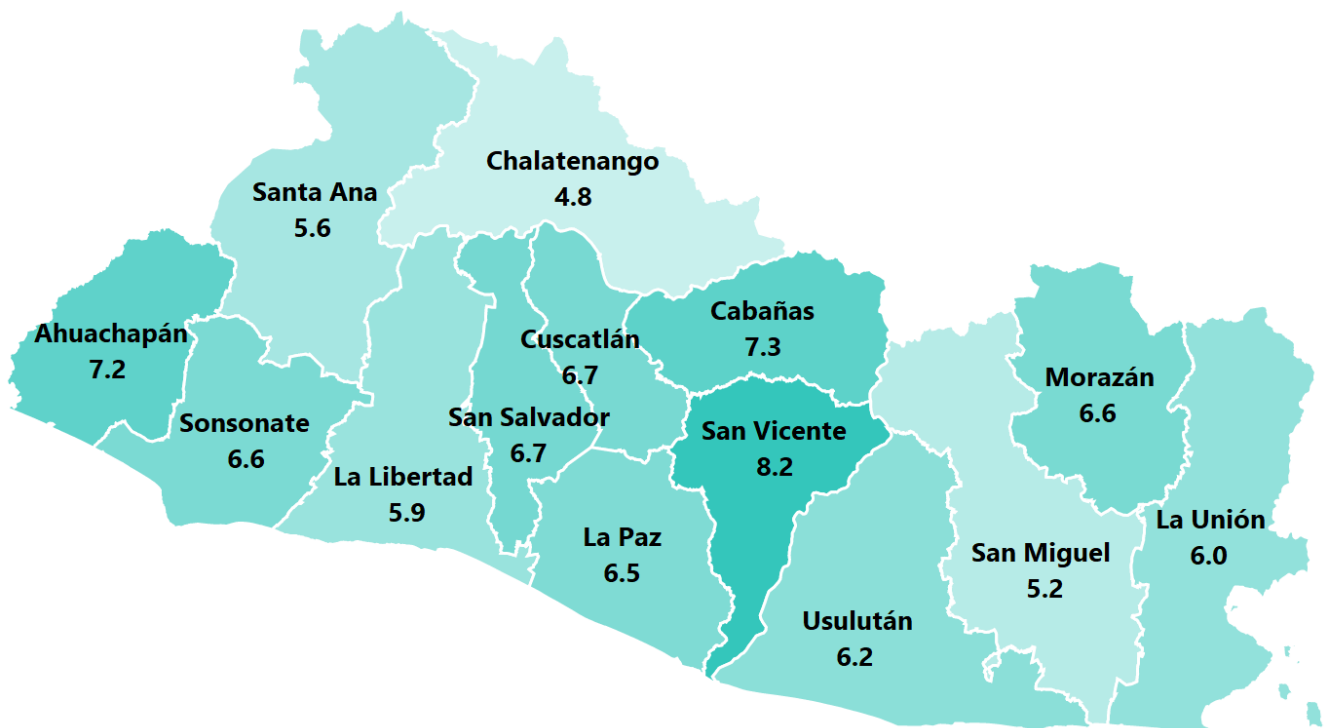 Chalatenango
4.8
Santa Ana
5.6
Ahuachapán
7.2
Cabañas
7.3
Cuscatlán
6.7
Morazán
6.6
Sonsonate
6.6
San Salvador
6.7
San Vicente
8.2
La Libertad
5.9
La Unión
6.0
La Paz
6.5
San Miguel
5.2
Usulután
6.2